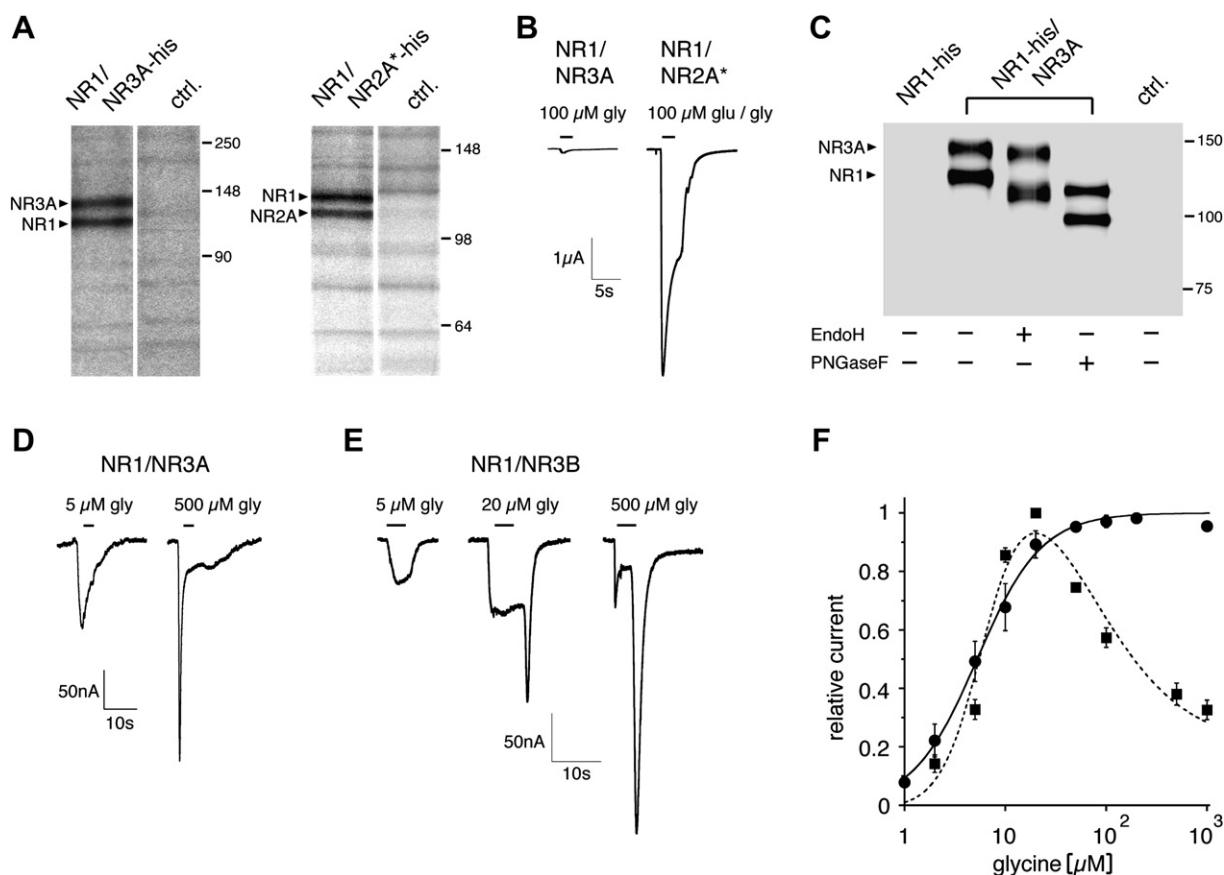 A
NR1/
NR3A-his
ctrl.
250
148
90
NR3A
NR1
NR1/
NR2A*-his
ctrl.
148
98
64
NR1
NR2A
B
NR1/
NR3A
NR1/
NR2A*
100 µM gly
100 µM glu / gly
1µA
5s
C
NR1-his
NR1-his/
NR3A
ctrl.
NR3A
NR1
150
100
75
EndoH – – + – –
PNGaseF – – – + –
D
NR1/NR3A
5 µM gly
500 µM gly
50nA
10s
E
NR1/NR3B
5 µM gly
20 µM gly
500 µM gly
50nA
10s
F
relative current
1
0.8
0.6
0.4
0.2
0
1
10
10²
10³
glycine [µM]